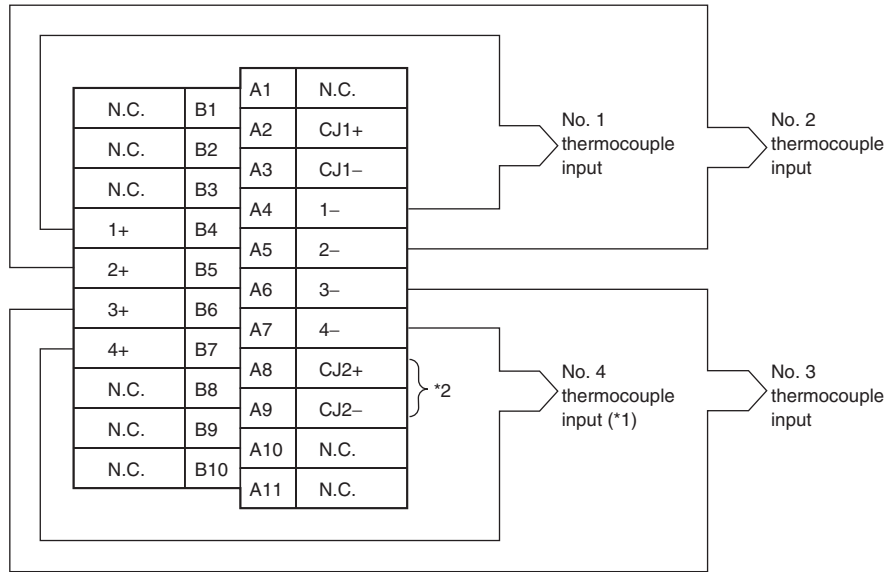 N.C. B1
N.C. B2
N.C. B3
1+ B4
2+ B5
3+ B6
4+ B7
N.C. B8
N.C. B9
N.C. B10
A1 N.C.
A2 CJ1+
A3 CJ1−
A4 1−
A5 2−
A6 3−
A7 4−
A8 CJ2+
A9 CJ2−
A10 N.C.
A11 N.C.
*2
No. 1
thermocouple
input
No. 2
thermocouple
input
No. 4
thermocouple
input (*1)
No. 3
thermocouple
input